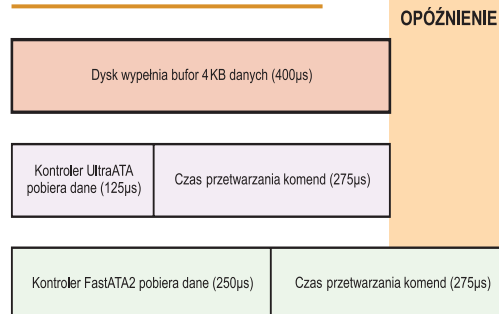 OPÓŹNIENIE
Dysk wypełnia bufor 4KB danych (400µs)
Kontroler UltraATA
pobiera dane (125µs)
Czas przetwarzania komend (275µs)
Kontroler FastATA2 pobiera dane (250µs)
Czas przetwarzania komend (275µs)